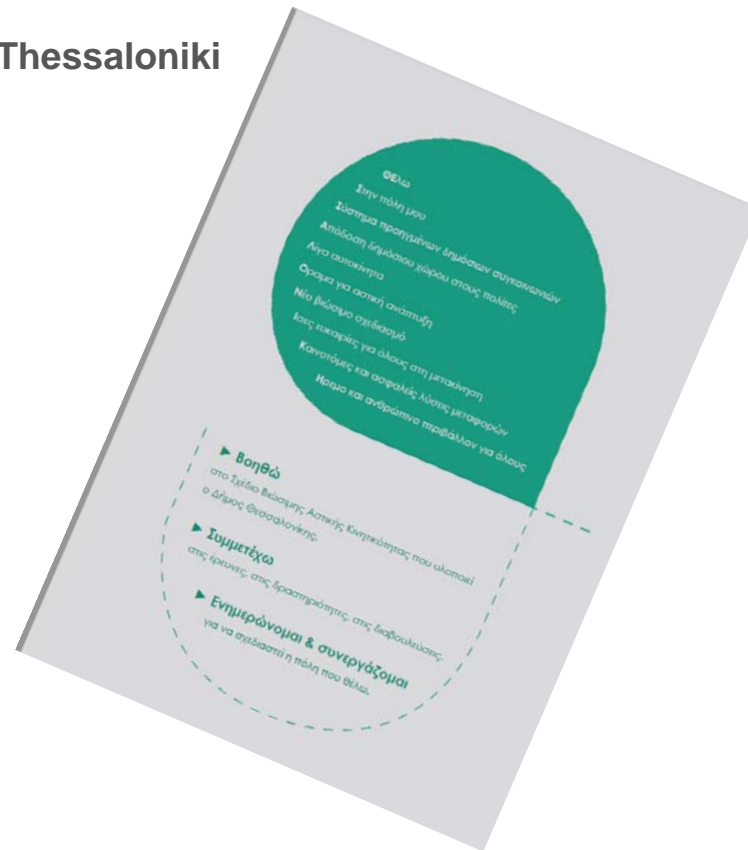 Thessaloniki
ΘΕλω
Στην πόλη μου
Σύστημα προηγμένων δημόσιων συγκοινωνιών
Απόδοση δημόσιου χώρου στους πολίτες
Λίγα αυτοκίνητα
Οραμα για αστική ανάπτυξη
Νέο βιώσιμο σχεδιασμό
Ισες ευκαιρίες για όλους στη μετακίνηση
Καινοτόμες και ασφαλείς λύσεις μεταφορών
Ηρεμο και ανθρώπινο περιβάλλον για όλους
▶ Βοηθώ
στο Σχέδιο Βιώσιμης Αστικής Κινητικότητας που υλοποιεί
ο Δήμος Θεσσαλονίκης.
▶ Συμμετέχω
στις έρευνες, στις δραστηριότητες, στις διαβουλεύσεις.
▶ Ενημερώνομαι & συνεργάζομαι
για να σχεδιαστεί η πόλη που θέλω.